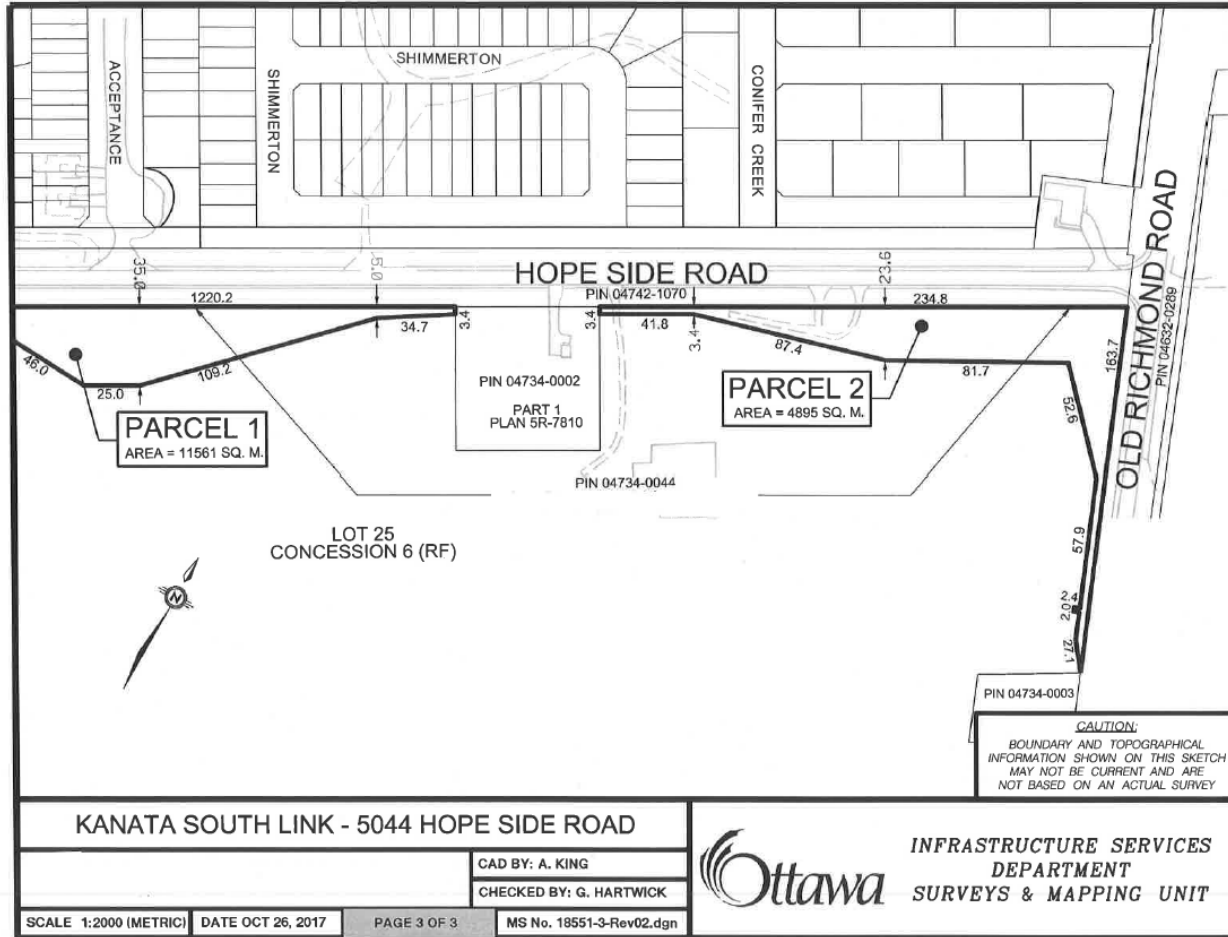 SHIMMERTON
ACCEPTANCE
SHIMMERTON
CONIFER CREEK
OLD RICHMOND ROAD
PIN 04632-0289
HOPE SIDE ROAD
PIN 04742-1070
35.0
5.0
23.6
1220.2
234.8
34.7
3.4
3.4
41.8
3.4
87.4
81.7
163.7
46.0
25.0
109.2
52.6
57.9
2.4
2.0
27.1
PARCEL 1
AREA = 11561 SQ. M.
PIN 04734-0002
PART 1
PLAN 5R-7810
PARCEL 2
AREA = 4895 SQ. M.
PIN 04734-0044
LOT 25
CONCESSION 6 (RF)
N
PIN 04734-0003
CAUTION:
BOUNDARY AND TOPOGRAPHICAL
INFORMATION SHOWN ON THIS SKETCH
MAY NOT BE CURRENT AND ARE
NOT BASED ON AN ACTUAL SURVEY
KANATA SOUTH LINK - 5044 HOPE SIDE ROAD
CAD BY: A. KING
CHECKED BY: G. HARTWICK
SCALE 1:2000 (METRIC)
DATE OCT 26, 2017
PAGE 3 OF 3
MS No. 18551-3-Rev02.dgn
Ottawa
INFRASTRUCTURE SERVICES
DEPARTMENT
SURVEYS & MAPPING UNIT